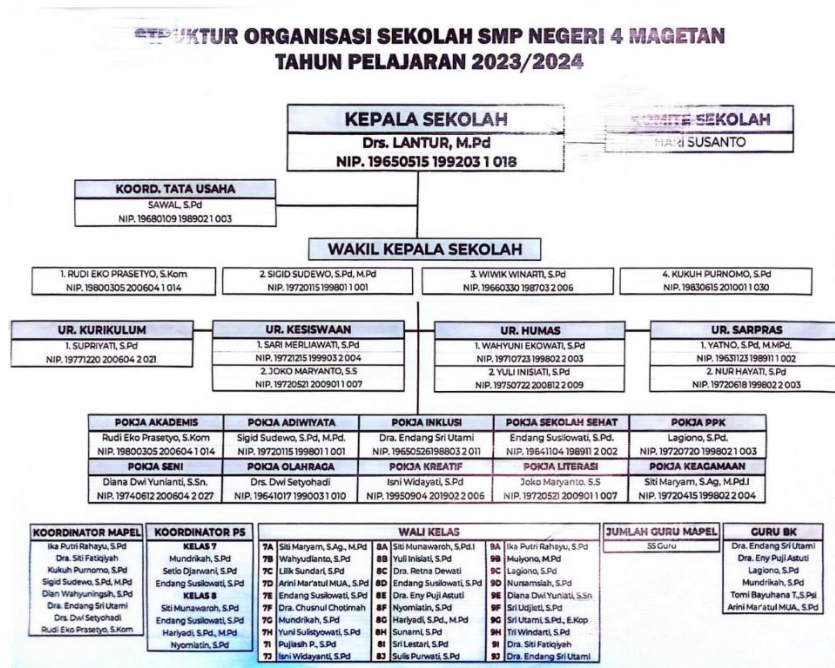 STRUKTUR ORGANISASI SEKOLAH SMP NEGERI 4 MAGETAN
TAHUN PELAJARAN 2023/2024
KEPALA SEKOLAH
Drs. LANTUR, M.Pd
NIP. 19650515 199203 1 018
KOMITE SEKOLAH
HARI SUSANTO
KOORD. TATA USAHA
SAWAL, S.Pd
NIP. 19680109 198902 1 003
WAKIL KEPALA SEKOLAH
1. RUDI EKO PRASETYO, S.Kom
NIP. 19800305 200604 1 014
2. SIGID SUDEWO, S.Pd, M.Pd
NIP. 19720115 199801 1 001
3. WIWIK WINARTI, S.Pd
NIP. 19660330 198703 2 006
4. KUKUH PURNOMO, S.Pd
NIP. 19830615 201001 1 030
UR. KURIKULUM
1. SUPRIYATI, S.Pd
NIP. 19771220 200604 2 021
UR. KESISWAAN
1. SARI MERLIAWATI, S.Pd
NIP. 19721215 199903 2 004
2. JOKO MARYANTO, S.S
NIP. 19720521 200901 1 007
UR. HUMAS
1. WAHYUNI EKOWATI, S.Pd
NIP. 19710723 199802 2 003
2. YULI INISIATI, S.Pd
NIP. 19750722 200812 2 009
UR. SARPRAS
1. YATNO, S.Pd, M.MPd.
NIP. 19631123 198911 1 002
2. NUR HAYATI, S.Pd
NIP. 19720618 199802 2 003
POKJA AKADEMIS
Rudi Eko Prasetyo, S.Kom
NIP. 19800305 200604 1 014
POKJA ADIWIYATA
Sigid Sudewo, S.Pd, M.Pd.
NIP. 19720115 199801 1 001
POKJA INKLUSI
Dra. Endang Sri Utami
NIP. 19650526198803 2 011
POKJA SEKOLAH SEHAT
Endang Susilowati, S.Pd.
NIP. 19641104 198911 2 002
POKJA PPK
Lagiono, S.Pd.
NIP. 19720720 199802 1 003
POKJA SENI
Diana Dwi Yunianti, S.Sn.
NIP. 19740612 200604 2 027
POKJA OLAHRAGA
Drs. Dwi Setyohadi
NIP. 19641017 199003 1 010
POKJA KREATIF
Isni Widayati, S.Pd
NIP. 19950904 201902 2 006
POKJA LITERASI
Joko Maryanto, S.S
NIP. 19720521 200901 1 007
POKJA KEAGAMAAN
Siti Maryam, S.Ag, M.Pd.I
NIP. 19720415 199802 2 004
KOORDINATOR MAPEL
Ika Putri Rahayu, S.Pd
Dra. Siti Fatiqiyah
Kukuh Purnomo, S.Pd
Sigid Sudewo, S.Pd, M.Pd
Dian Wahyuningsih, S.Pd
Dra. Endang Sri Utami
Drs. Dwi Setyohadi
Rudi Eko Prasetyo, S.Kom
KOORDINATOR P5
KELAS 7
Mundrikah, S.Pd
Setio Djarwani, S.Pd
Endang Susilowati, S.Pd
KELAS 8
Siti Munawaroh, S.Pd
Endang Susilowati, S.Pd
Hariyadi, S.Pd., M.Pd
Nyomiatin, S.Pd
WALI KELAS
7A Siti Maryam, S.Ag., M.Pd
7B Wahyudianto, S.Pd
7C Lilik Sundari, S.Pd
7D Arini Mar'atul MUA., S.Pd
7E Endang Susilowati, S.Pd
7F Dra. Chusnul Chotimah
7G Mundrikah, S.Pd
7H Yuni Sulistyowati, S.Pd
7I Pujiasih P., S.Pd
7J Isni Widayanti, S.Pd
8A Siti Munawaroh, S.Pd.I
8B Yuli Inisiati, S.Pd
8C Dra. Retna Dewati
8D Endang Susilowati, S.Pd
8E Dra. Eny Puji Astuti
8F Nyomiatin, S.Pd
8G Hariyadi, S.Pd., M.Pd
8H Sunarni, S.Pd
8I Sri Lestari, S.Pd
8J Sulis Purwati, S.Pd
9A Ika Putri Rahayu, S.Pd
9B Mulyono, M.Pd
9C Lagiono, S.Pd
9D Nursamsiah, S.Pd
9E Diana Dwi Yuniati, S.Sn
9F Sri Udjieti, S.Pd
9G Sri Utami, S.Pd., E.Kop
9H Tri Windarti, S.Pd
9I Dra. Siti Fatiqiyah
9J Dra. Endang Sri Utami
JUMLAH GURU MAPEL
55 Guru
GURU BK
Dra. Endang Sri Utami
Dra. Eny Puji Astuti
Lagiono, S.Pd
Mundrikah, S.Pd
Tomi Bayuhana T.,S.Psi
Arini Mar'atul MUA., S.Pd